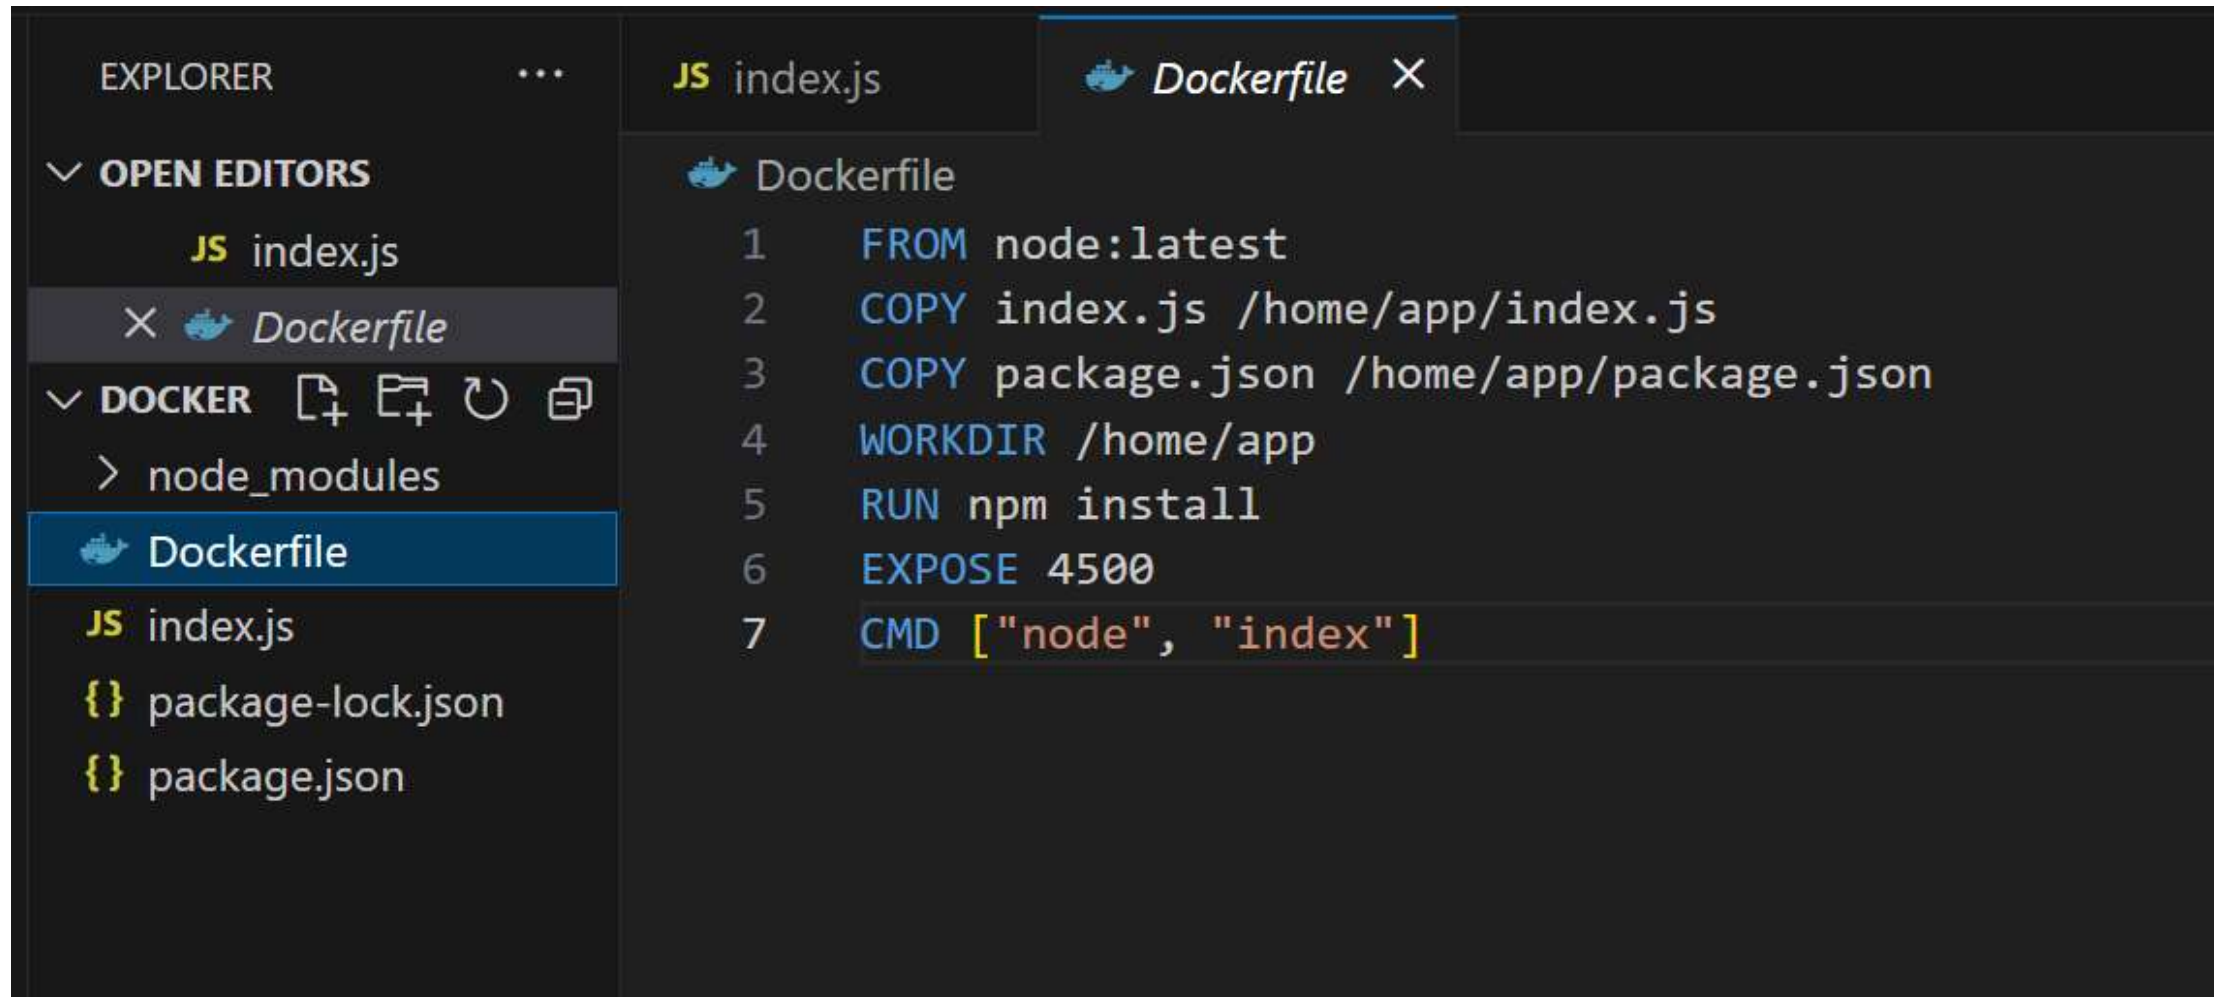 EXPLORER ...
OPEN EDITORS
JS index.js
Dockerfile
DOCKER
node_modules
Dockerfile
JS index.js
{} package-lock.json
{} package.json
JS index.js
Dockerfile
Dockerfile
1 FROM node:latest
2 COPY index.js /home/app/index.js
3 COPY package.json /home/app/package.json
4 WORKDIR /home/app
5 RUN npm install
6 EXPOSE 4500
7 CMD ["node", "index"]